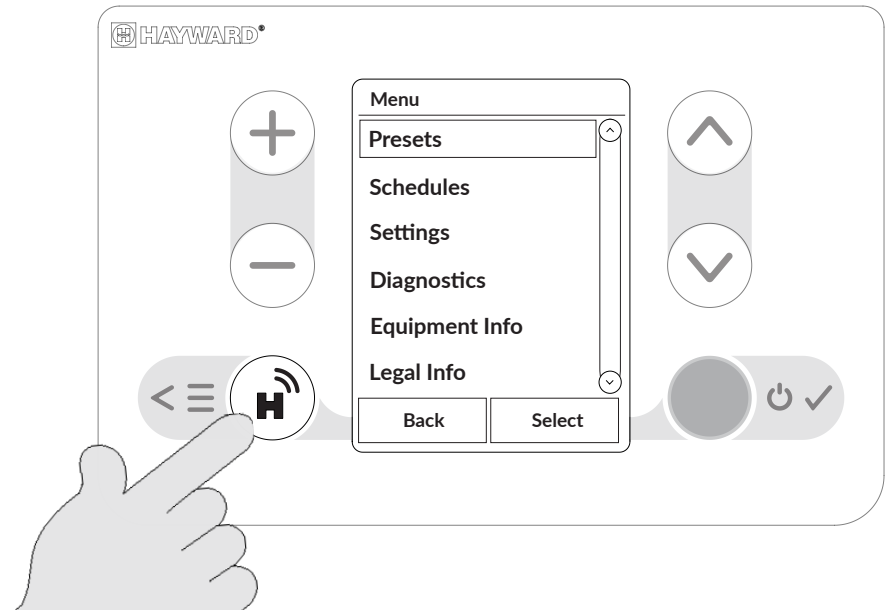 HAYWARD
Menu
Presets
Schedules
Settings
Diagnostics
Equipment Info
Legal Info
Back
Select
H